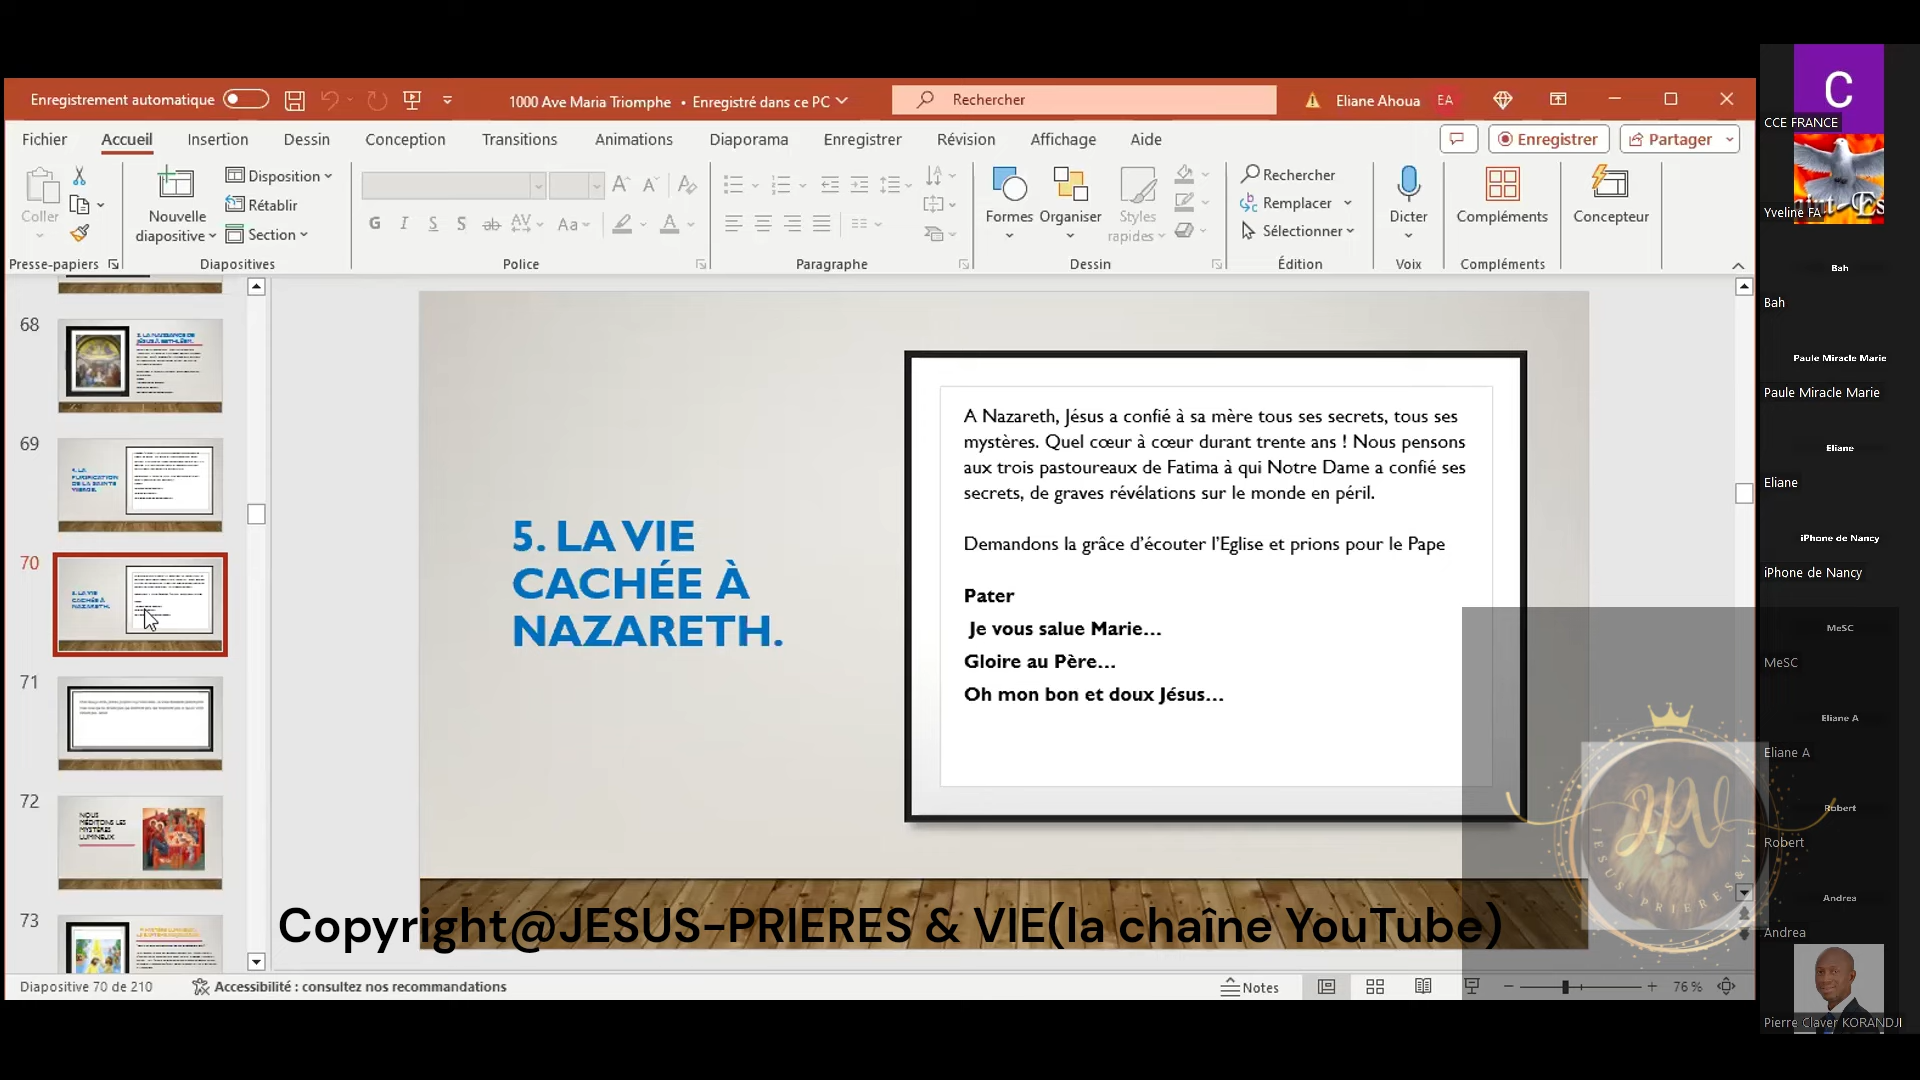 Enregistrement automatique
1000 Ave Maria Triomphe • Enregistré dans ce PC
Rechercher
Eliane Ahoua EA
Fichier Accueil Insertion Dessin Conception Transitions Animations Diaporama Enregistrer Révision Affichage Aide
Enregistrer Partager
Coller
Nouvelle
diapositive
Disposition
Rétablir
Section
Formes
Organiser
Styles
rapides
Rechercher
Remplacer
Sélectionner
Dicter
Compléments
Concepteur
Presse-papiers Diapositives Police Paragraphe Dessin Édition Voix Compléments
68
69
70
71
72
NOUS
MÉDITONS LES
MYSTÈRES
LUMINEUX
73
5. LA VIE
CACHÉE À
NAZARETH.
A Nazareth, Jésus a confié à sa mère tous ses secrets, tous ses
mystères. Quel cœur à cœur durant trente ans ! Nous pensons
aux trois pastoureaux de Fatima à qui Notre Dame a confié ses
secrets, de graves révélations sur le monde en péril.
Demandons la grâce d'écouter l'Eglise et prions pour le Pape
Pater
Je vous salue Marie...
Gloire au Père...
Oh mon bon et doux Jésus...
Copyright@JESUS-PRIERES & VIE(la chaîne YouTube)
JPV
JESUS-PRIERES&VIE
Diapositive 70 de 210
Accessibilité : consultez nos recommandations
Notes
76 %
C
CCE FRANCE
Yveline FA
Bah
Bah
Paule Miracle Marie
Paule Miracle Marie
Eliane
Eliane
iPhone de Nancy
iPhone de Nancy
MeSC
MeSC
Eliane A
Eliane A
Robert
Robert
Andrea
Andrea
Pierre Claver KORANDJI